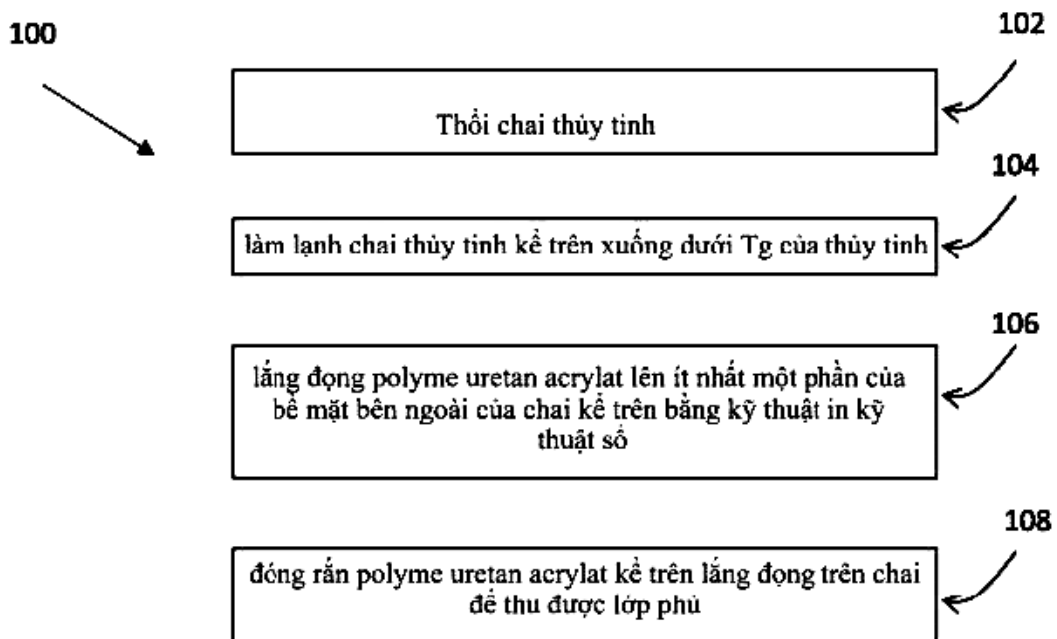 100
102
Thổi chai thủy tinh
104
làm lạnh chai thủy tinh kể trên xuống dưới Tg của thủy tinh
106
lắng đọng polyme uretan acrylat lên ít nhất một phần của
bề mặt bên ngoài của chai kể trên bằng kỹ thuật in kỹ
thuật số
108
đóng rắn polyme uretan acrylat kể trên lắng đọng trên chai
để thu được lớp phủ